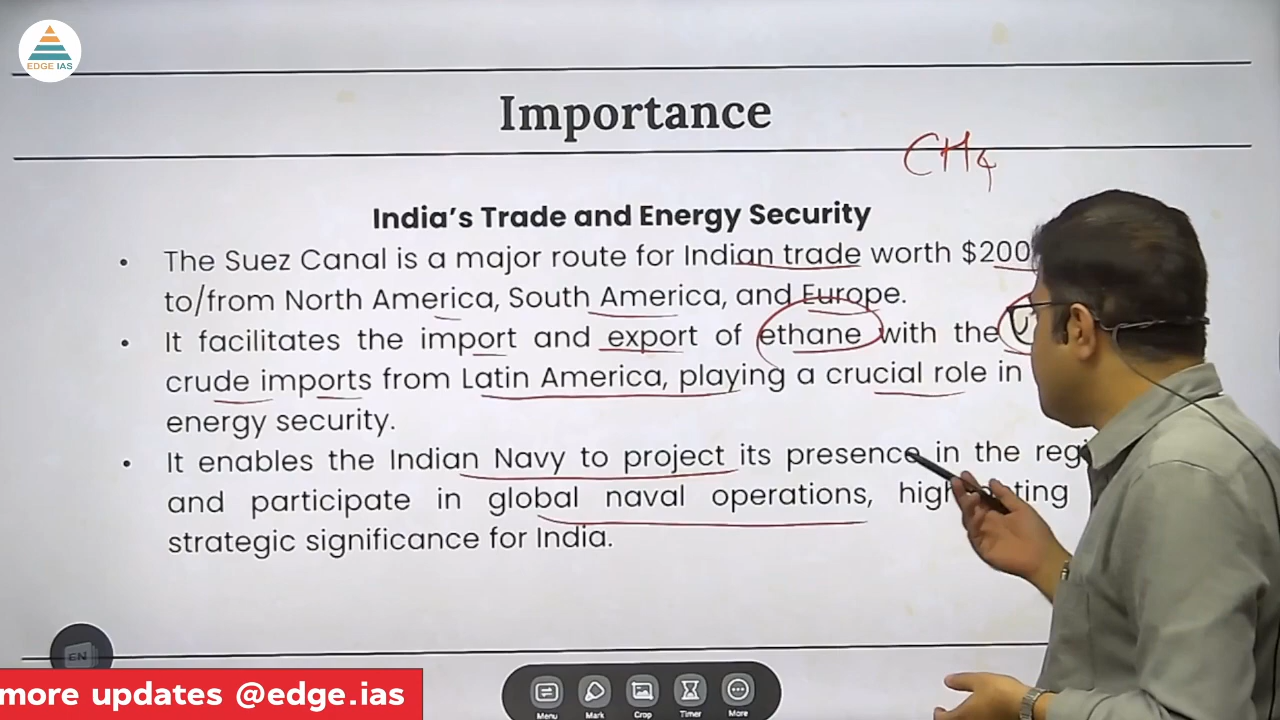 EDGE IAS
Importance
CH4
India's Trade and Energy Security
• The Suez Canal is a major route for Indian trade worth $200
to/from North America, South America, and Europe.
• It facilitates the import and export of ethane with the
crude imports from Latin America, playing a crucial role in
energy security.
• It enables the Indian Navy to project its presence in the
and participate in global naval operations,
strategic significance for India.
EN
more updates @edge.ias
Menu Mark Crop Timer More